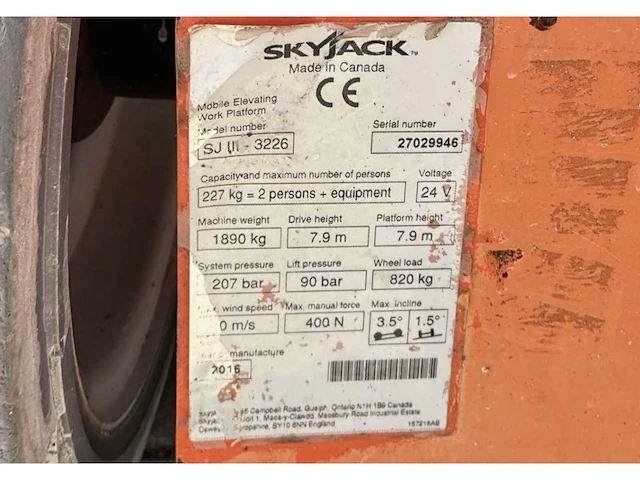 SKYJACK TM
Made in Canada
CE
Mobile Elevating
Work Platform
Model number Serial number
SJ III - 3226 27029946
Capacity and maximum number of persons Voltage
227 kg = 2 persons + equipment 24 V
Machine weight Drive height Platform height
1890 kg 7.9 m 7.9 m
System pressure Lift pressure Wheel load
207 bar 90 bar 820 kg
wind speed Max. manual force Max. incline
0 m/s 400 N 3.5° 1.5°
manufacture
2016
Campbell Road, Guelph, Ontario N1H 1B9 Canada
Unit 1, Maes-y-Clawdd, Maesbury Road Industrial Estate
SY10 8NN England
157218AB